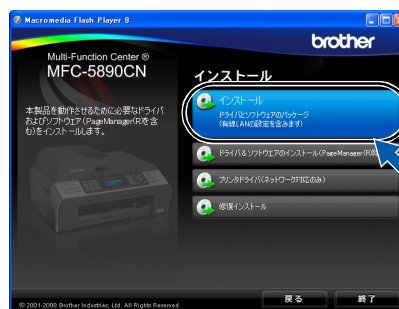 Macromedia Flash Player 8
brother
Multi-Function Center ®
MFC-5890CN
インストール
本製品を動作させるために必要なドライバ
およびソフトウェア(PageManager(R)を含
む)をインストールします。
インストール
ドライバとソフトウェアのパッケージ
(有線LANの設定を含みます)
ドライバ&ソフトウェアのインストール(PageManager(R)
プリンタドライバ(ネットワーク対応のみ)
修復インストール
戻る
終了
© 2001-2008 Brother Industries, Ltd. All Rights Reserved.